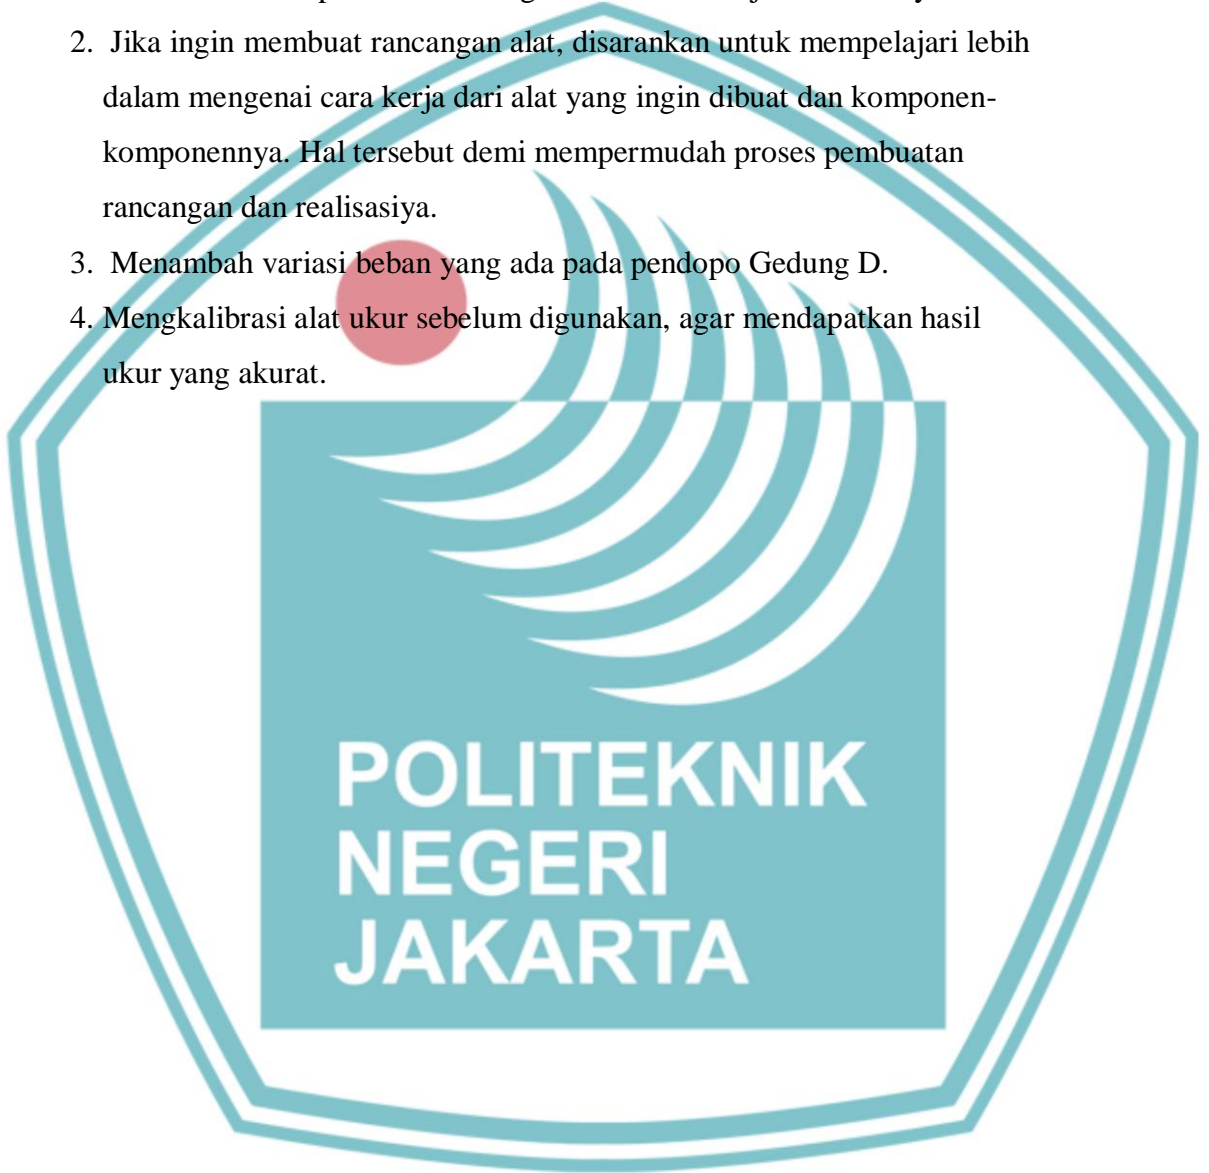 2. Jika ingin membuat rancangan alat, disarankan untuk mempelajari lebih
dalam mengenai cara kerja dari alat yang ingin dibuat dan komponen-
komponennya. Hal tersebut demi mempermudah proses pembuatan
rancangan dan realisasiya.
3. Menambah variasi beban yang ada pada pendopo Gedung D.
4. Mengkalibrasi alat ukur sebelum digunakan, agar mendapatkan hasil
ukur yang akurat.
POLITEKNIK
NEGERI
JAKARTA